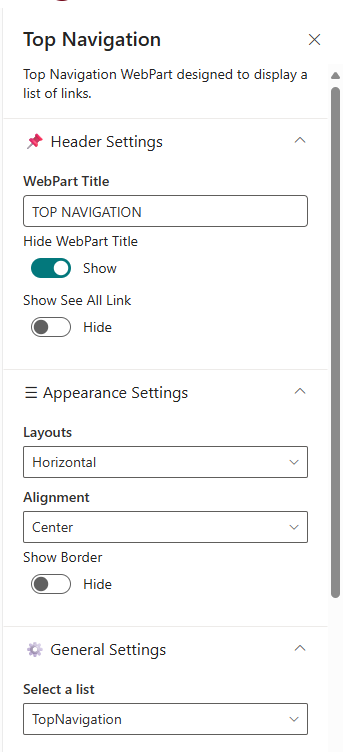 Top Navigation
Top Navigation WebPart designed to display a
list of links.
Header Settings
WebPart Title
TOP NAVIGATION
Hide WebPart Title
Show
Show See All Link
Hide
Appearance Settings
Layouts
Horizontal
Alignment
Center
Show Border
Hide
General Settings
Select a list
TopNavigation